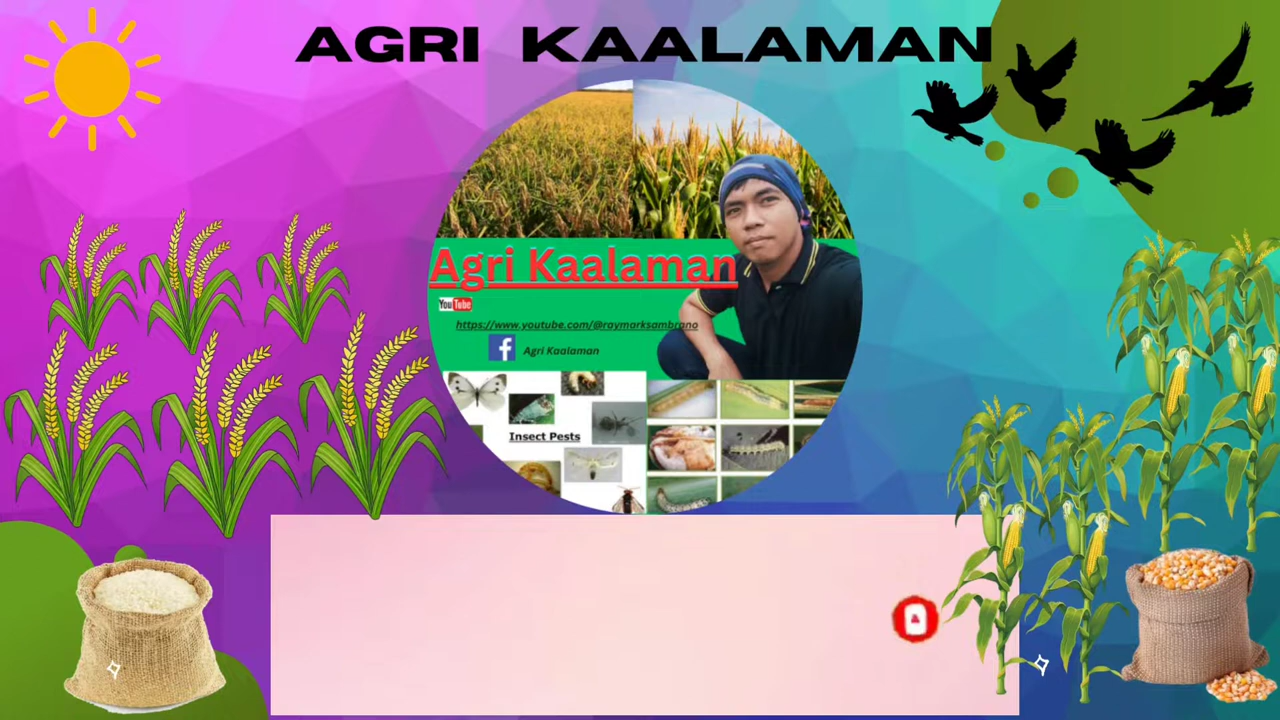 AGRI KAALAMAN
Agri Kaalaman
YouTube
https://www.youtube.com/@raymarksambrano
f Agri Kaalaman
Insect Pests